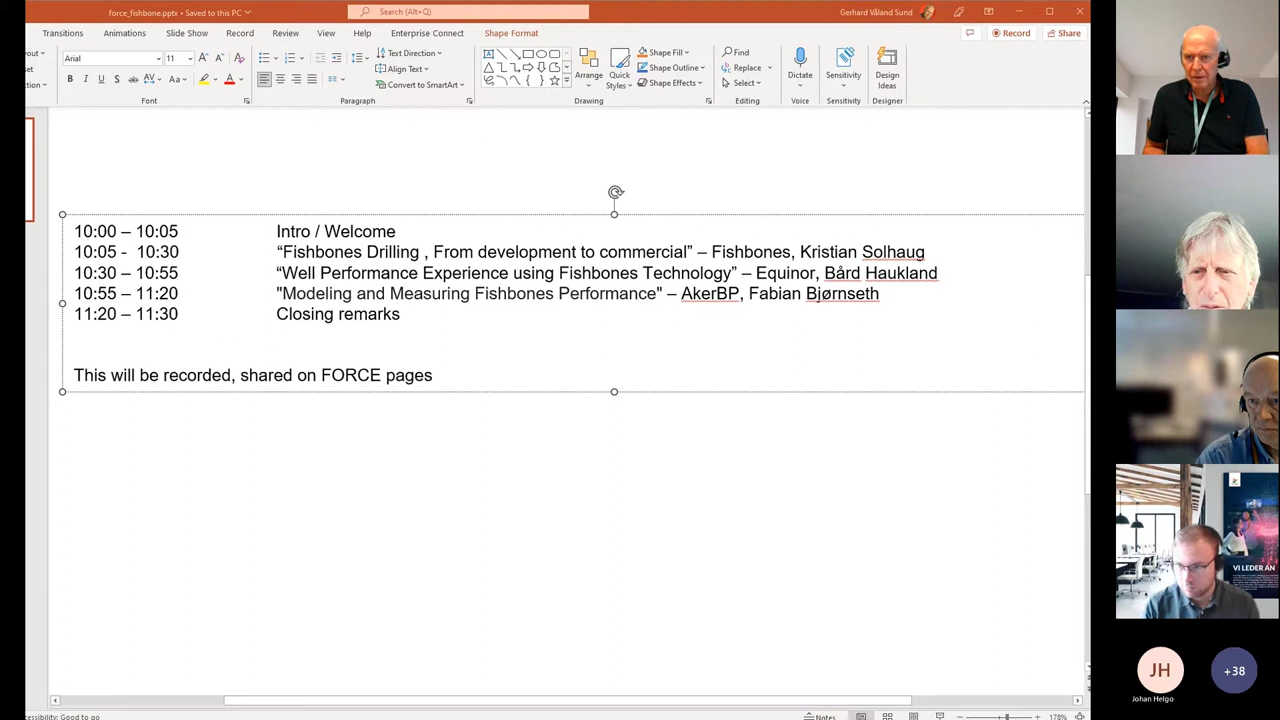 force_fishbone.pptx • Saved to this PC
Search (Alt+Q)
Gerhard Våland Sund
Transitions Animations Slide Show Record Review View Help Enterprise Connect Shape Format
Record Share
Arial 11
Text Direction
Align Text
Convert to SmartArt
Arrange
Quick Styles
Shape Fill
Shape Outline
Shape Effects
Find
Replace
Select
Dictate
Sensitivity
Design Ideas
Font Paragraph Drawing Editing Voice Sensitivity Designer
10:00 – 10:05 Intro / Welcome
10:05 - 10:30 “Fishbones Drilling , From development to commercial” – Fishbones, Kristian Solhaug
10:30 – 10:55 “Well Performance Experience using Fishbones Technology” – Equinor, Bård Haukland
10:55 – 11:20 "Modeling and Measuring Fishbones Performance" – AkerBP, Fabian Bjørnseth
11:20 – 11:30 Closing remarks
This will be recorded, shared on FORCE pages
VI LEDER AN
JH
+38
Johan Helgo
Good to go
Notes
178%